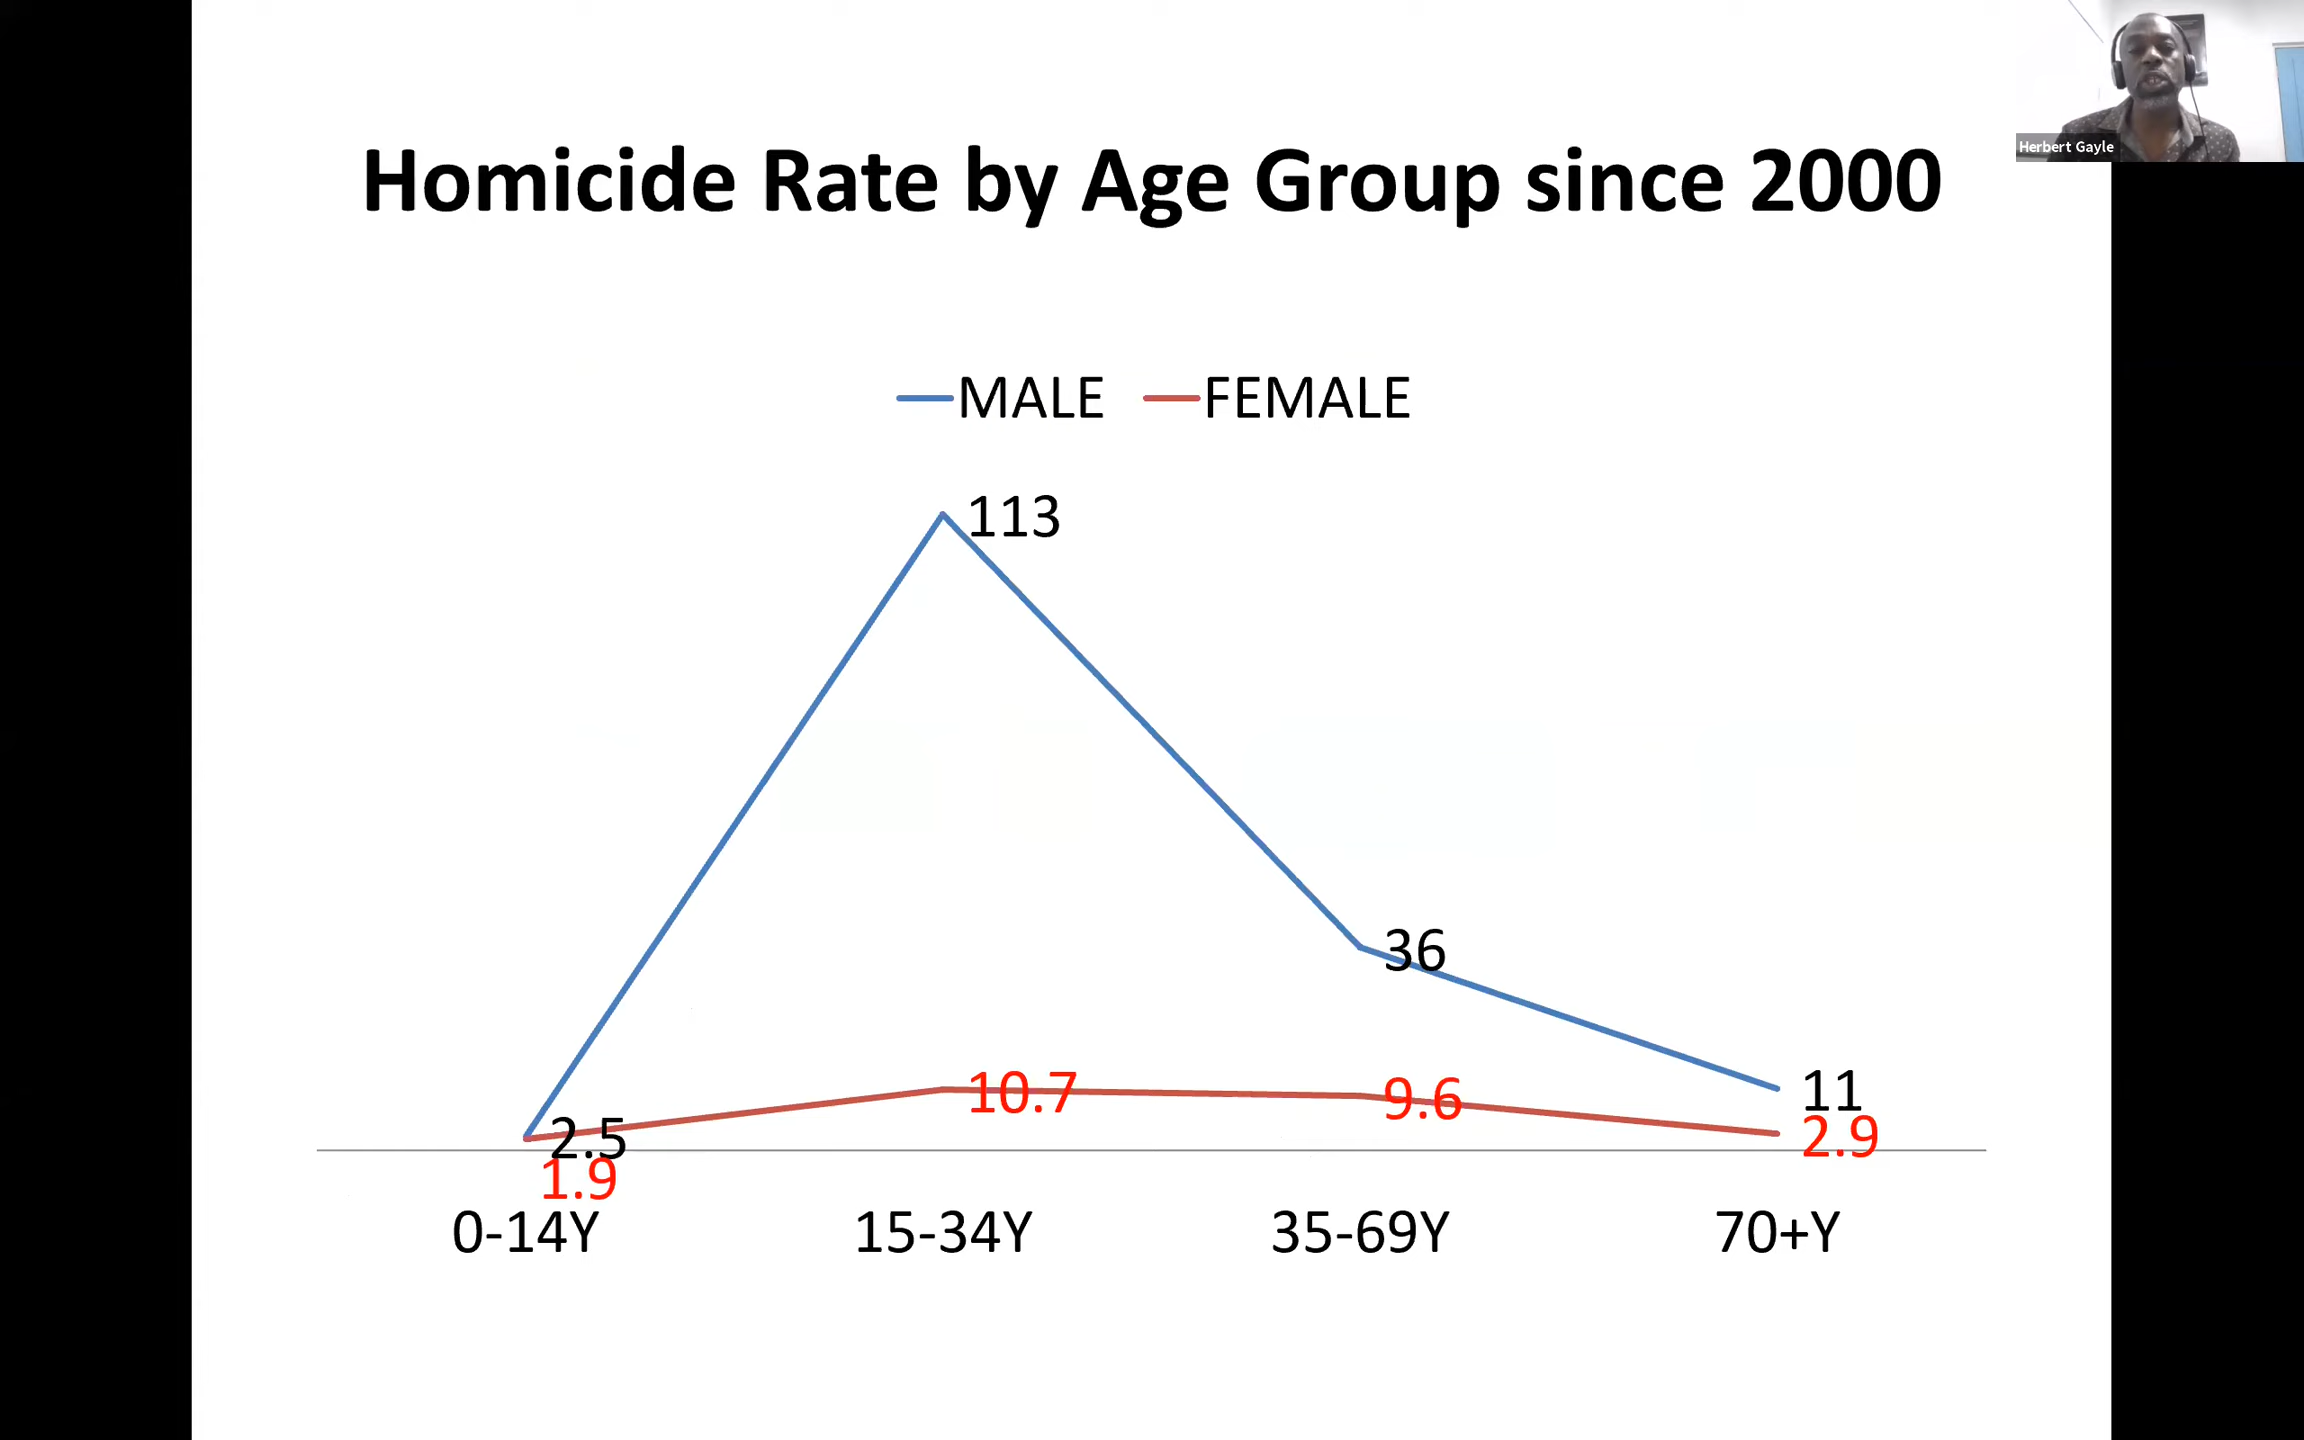 Herbert Gayle
Homicide Rate by Age Group since 2000
MALE FEMALE
113
36
10.7
9.6
11
2.5
2.9
1.9
0-14Y 15-34Y 35-69Y 70+Y